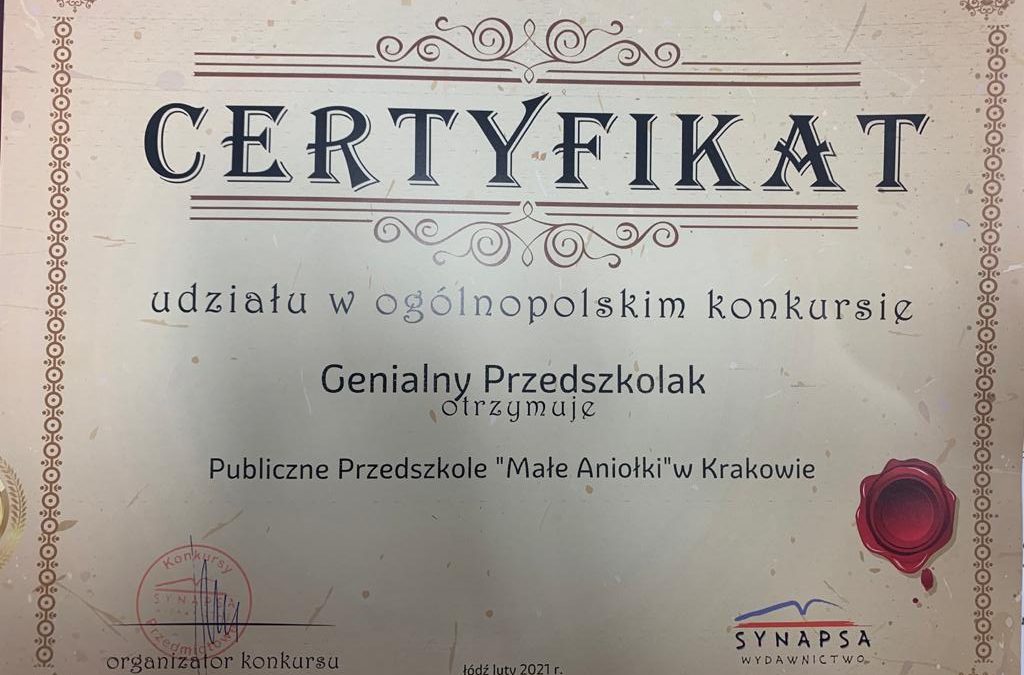 CERTYFIKAT
udziału w ogólnopolskim konkursie
Genialny Przedszkolak
otrzymuje
Publiczne Przedszkole "Małe Aniołki"w Krakowie
Konkursy
SYNAPSA
Przedmiotowe
organizator konkursu
łódź luty 2021 r.
SYNAPSA
WYDAWNICTWO